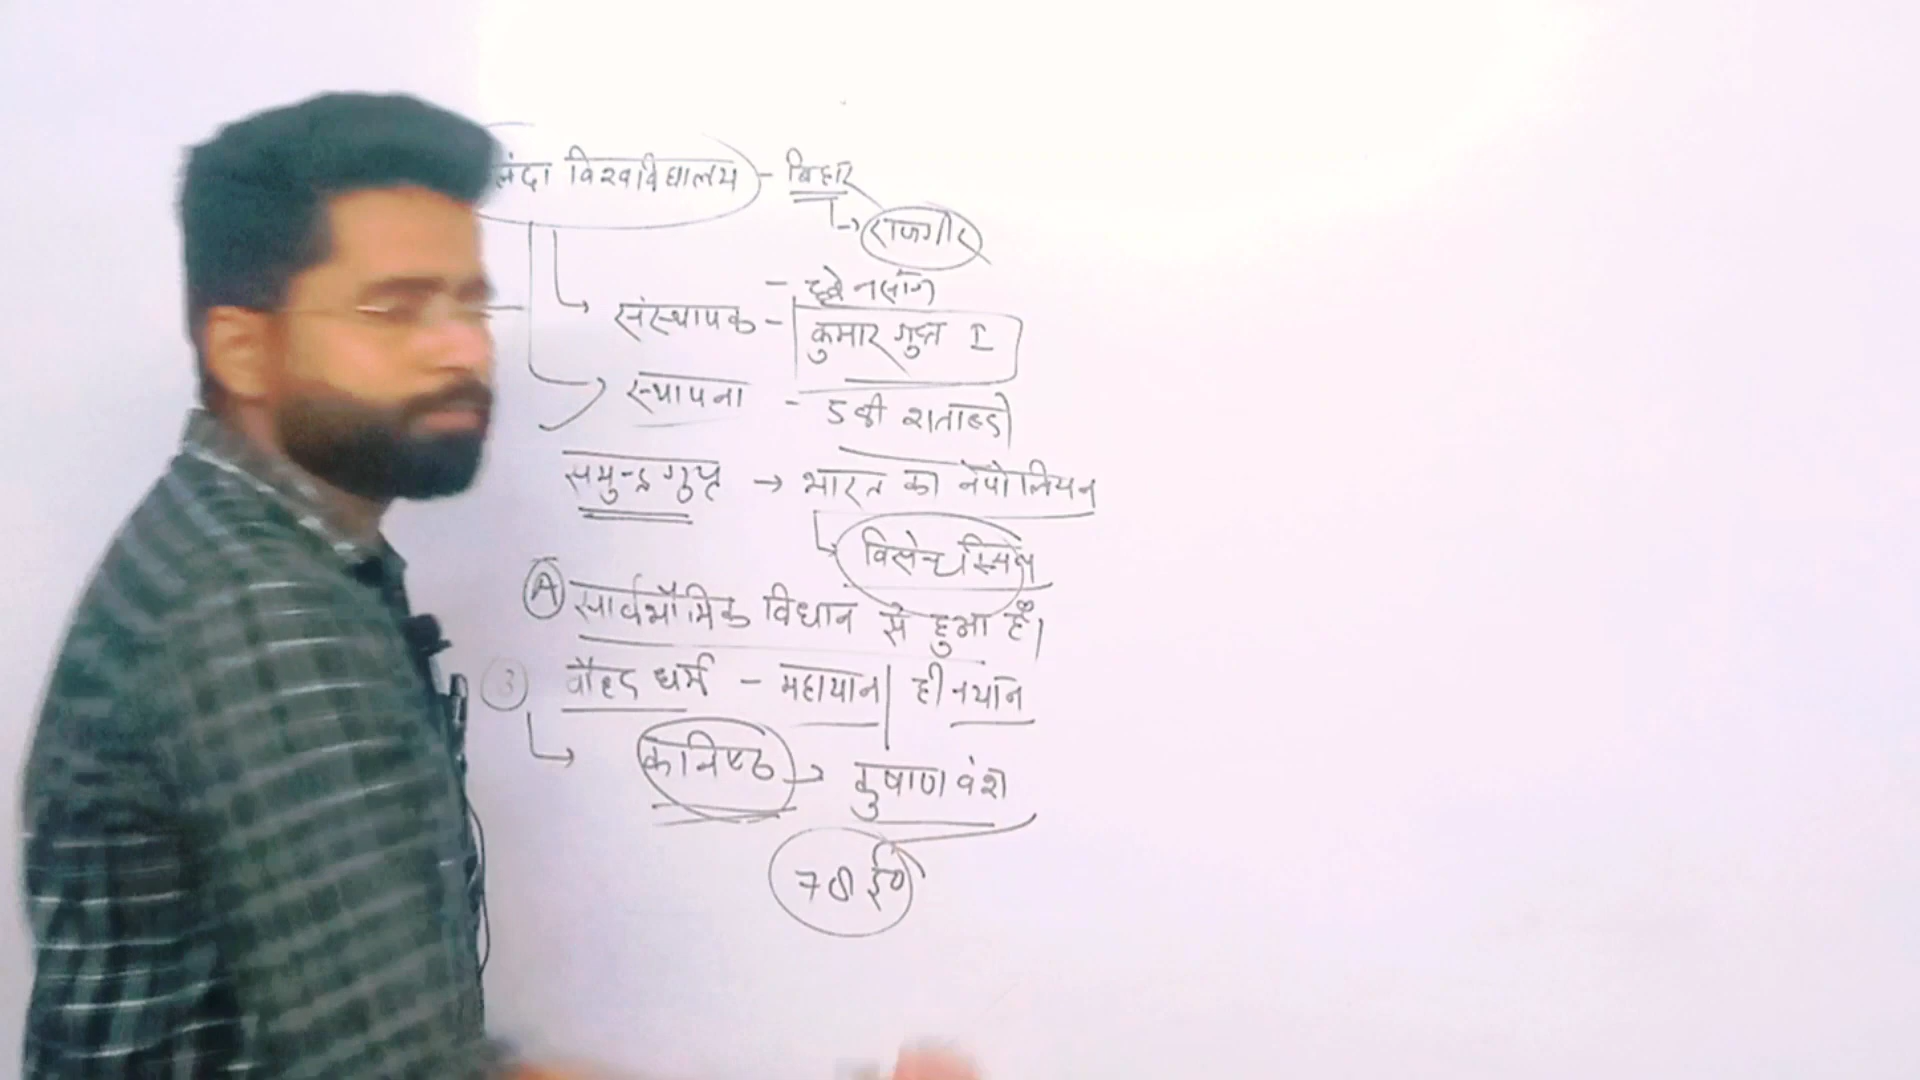 लंदा विश्वविद्यालय - बिहार
→ राजगीर
- ह्वेनसांग
संस्थापक - कुमार गुप्त I
स्थापना - 5वी शताब्दी
समुन्द्रगुप्त → भारत का नेपोलियन
विसेन्ट स्मिथ
A सार्वभौमिक विधान से हुआ हैं।
3 बौद्ध धर्म - महायान | हीनयान
कनिष्ठ → कुषाण वंश
78 ई०